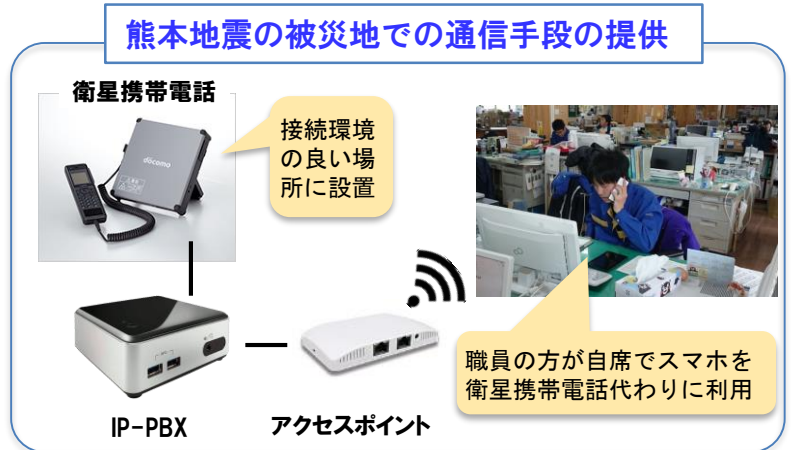 熊本地震の被災地での通信手段の提供
衛星携帯電話
docomo
接続環境
の良い場
所に設置
職員の方が自席でスマホを
衛星携帯電話代わりに利用
IP-PBX
アクセスポイント